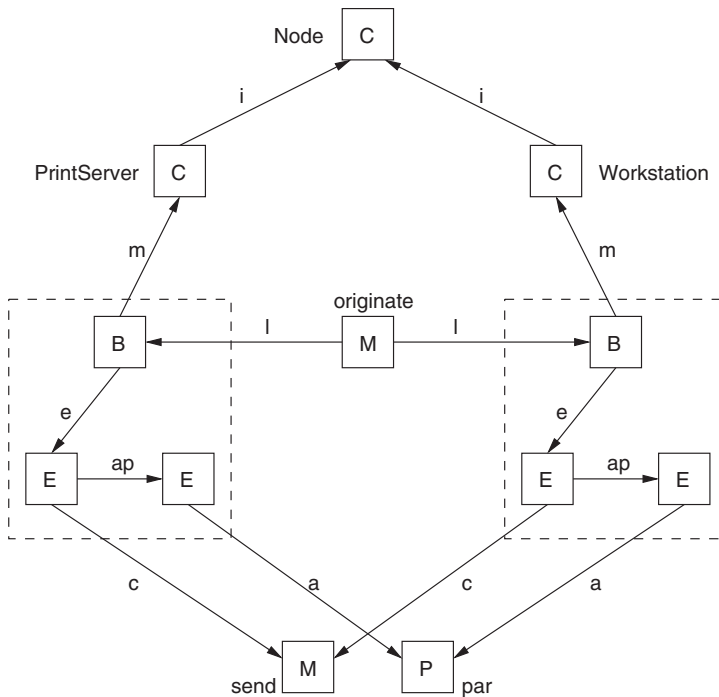 Node C
i i
PrintServer C C Workstation
m m
originate
B l M l B
e e
E ap E E ap E
c a c a
send M P par